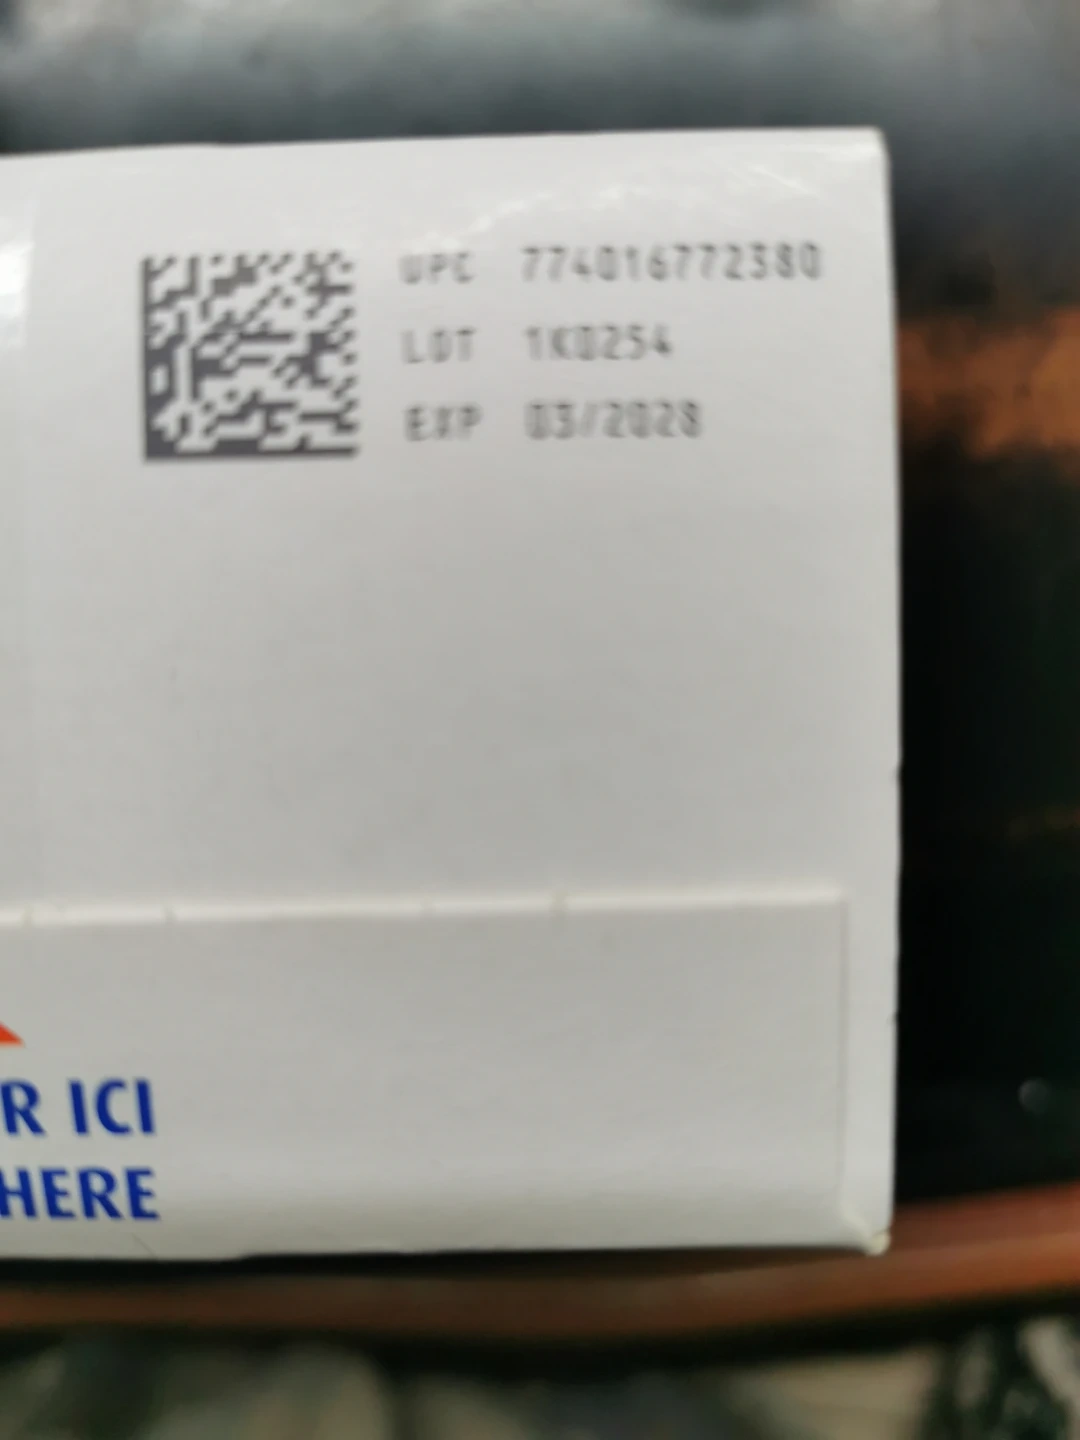 UPC 774016772380
LOT 1K0254
EXP 03/2028
R ICI
HERE